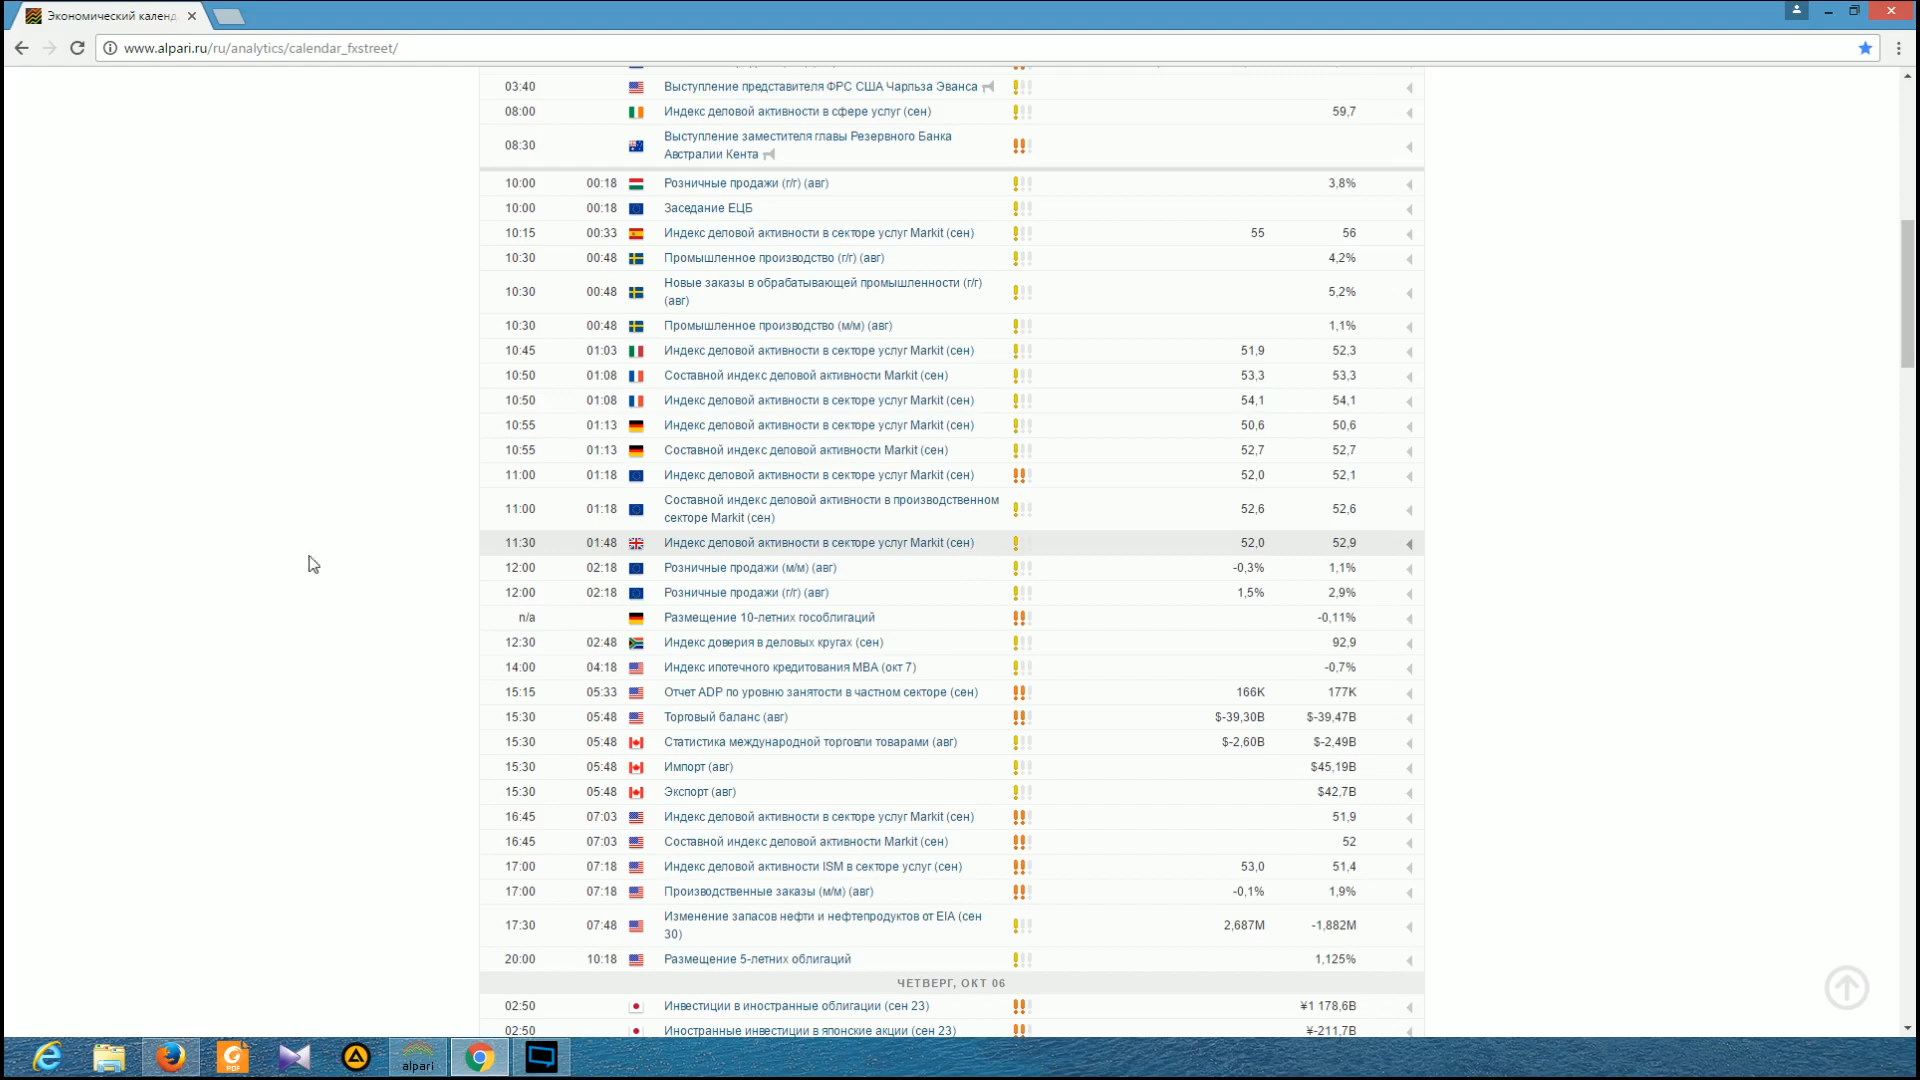 Экономический календ
www.alpari.ru/ru/analytics/calendar_fxstreet/
03:40 Выступление представителя ФРС США Чарльза Эванса
08:00 Индекс деловой активности в сфере услуг (сен) 59,7
08:30 Выступление заместителя главы Резервного Банка
Австралии Кента
10:00 00:18 Розничные продажи (г/г) (авг) 3,8%
10:00 00:18 Заседание ЕЦБ
10:15 00:33 Индекс деловой активности в секторе услуг Markit (сен) 55 56
10:30 00:48 Промышленное производство (г/г) (авг) 4,2%
10:30 00:48 Новые заказы в обрабатывающей промышленности (г/г)
(авг) 5,2%
10:30 00:48 Промышленное производство (м/м) (авг) 1,1%
10:45 01:03 Индекс деловой активности в секторе услуг Markit (сен) 51,9 52,3
10:50 01:08 Составной индекс деловой активности Markit (сен) 53,3 53,3
10:50 01:08 Индекс деловой активности в секторе услуг Markit (сен) 54,1 54,1
10:55 01:13 Индекс деловой активности в секторе услуг Markit (сен) 50,6 50,6
10:55 01:13 Составной индекс деловой активности Markit (сен) 52,7 52,7
11:00 01:18 Индекс деловой активности в секторе услуг Markit (сен) 52,0 52,1
11:00 01:18 Составной индекс деловой активности в производственном
секторе Markit (сен) 52,6 52,6
11:30 01:48 Индекс деловой активности в секторе услуг Markit (сен) 52,0 52,9
12:00 02:18 Розничные продажи (м/м) (авг) -0,3% 1,1%
12:00 02:18 Розничные продажи (г/г) (авг) 1,5% 2,9%
n/a Размещение 10-летних гособлигаций -0,11%
12:30 02:48 Индекс доверия в деловых кругах (сен) 92,9
14:00 04:18 Индекс ипотечного кредитования MBA (окт 7) -0,7%
15:15 05:33 Отчет ADP по уровню занятости в частном секторе (сен) 166K 177K
15:30 05:48 Торговый баланс (авг) $-39,30B $-39,47B
15:30 05:48 Статистика международной торговли товарами (авг) $-2,60B $-2,49B
15:30 05:48 Импорт (авг) $45,19B
15:30 05:48 Экспорт (авг) $42,7B
16:45 07:03 Индекс деловой активности в секторе услуг Markit (сен) 51,9
16:45 07:03 Составной индекс деловой активности Markit (сен) 52
17:00 07:18 Индекс деловой активности ISM в секторе услуг (сен) 53,0 51,4
17:00 07:18 Производственные заказы (м/м) (авг) -0,1% 1,9%
17:30 07:48 Изменение запасов нефти и нефтепродуктов от EIA (сен
30) 2,687M -1,882M
20:00 10:18 Размещение 5-летних облигаций 1,125%
ЧЕТВЕРГ, ОКТ 06
02:50 Инвестиции в иностранные облигации (сен 23) ¥1 178,6B
02:50 Иностранные инвестиции в японские акции (сен 23) ¥-211,7B
PDF
alpari